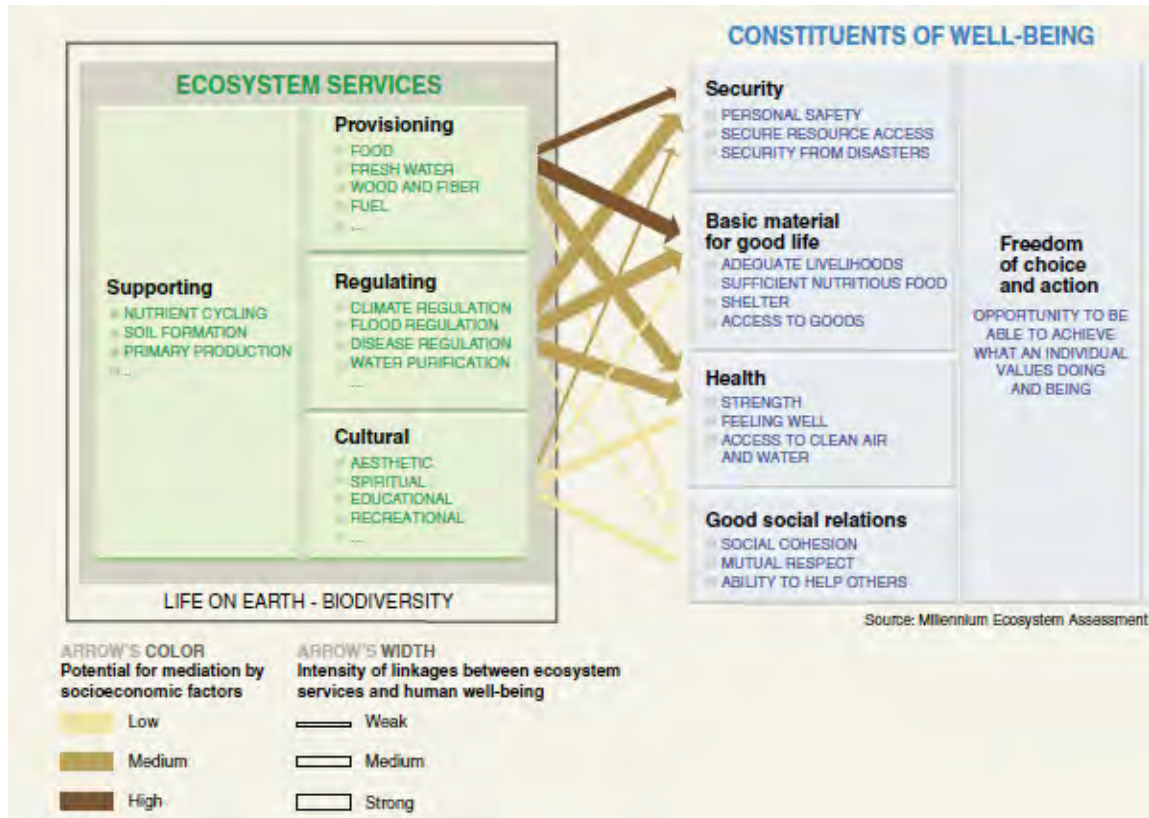 CONSTITUENTS OF WELL-BEING
ECOSYSTEM SERVICES
Supporting
NUTRIENT CYCLING
SOIL FORMATION
PRIMARY PRODUCTION
...
Provisioning
FOOD
FRESH WATER
WOOD AND FIBER
FUEL
...
Regulating
CLIMATE REGULATION
FLOOD REGULATION
DISEASE REGULATION
WATER PURIFICATION
...
Cultural
AESTHETIC
SPIRITUAL
EDUCATIONAL
RECREATIONAL
...
LIFE ON EARTH - BIODIVERSITY
Security
PERSONAL SAFETY
SECURE RESOURCE ACCESS
SECURITY FROM DISASTERS
Basic material
for good life
ADEQUATE LIVELIHOODS
SUFFICIENT NUTRITIOUS FOOD
SHELTER
ACCESS TO GOODS
Health
STRENGTH
FEELING WELL
ACCESS TO CLEAN AIR
AND WATER
Good social relations
SOCIAL COHESION
MUTUAL RESPECT
ABILITY TO HELP OTHERS
Freedom
of choice
and action
OPPORTUNITY TO BE
ABLE TO ACHIEVE
WHAT AN INDIVIDUAL
VALUES DOING
AND BEING
Source: Millennium Ecosystem Assessment
ARROW'S COLOR
Potential for mediation by
socioeconomic factors
Low
Medium
High
ARROW'S WIDTH
Intensity of linkages between ecosystem
services and human well-being
Weak
Medium
Strong